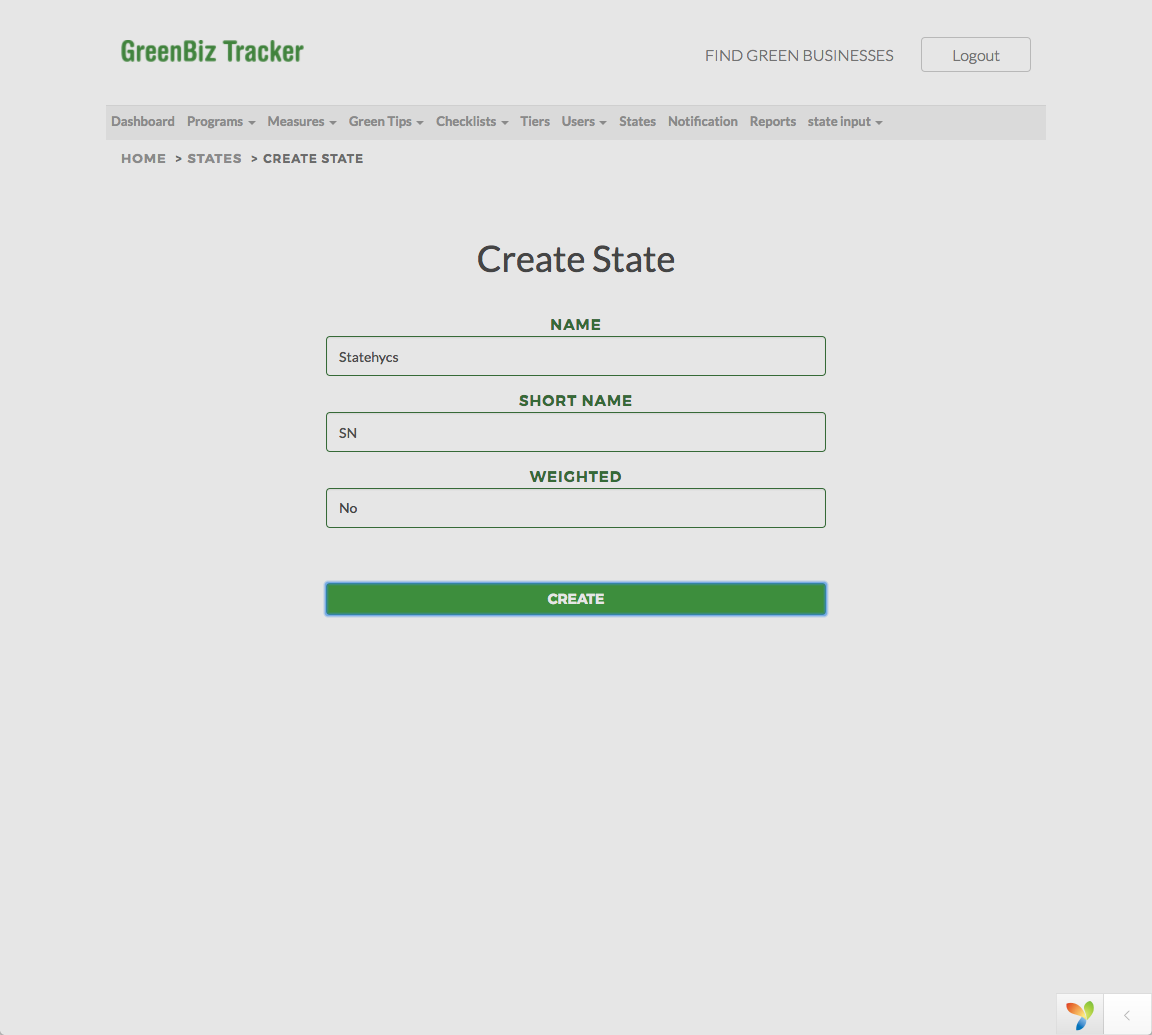 GreenBiz Tracker
FIND GREEN BUSINESSES
Logout
Dashboard Programs Measures Green Tips Checklists Tiers Users States Notification Reports state input
HOME > STATES > CREATE STATE
Create State
NAME
Statehycs
SHORT NAME
SN
WEIGHTED
No
CREATE